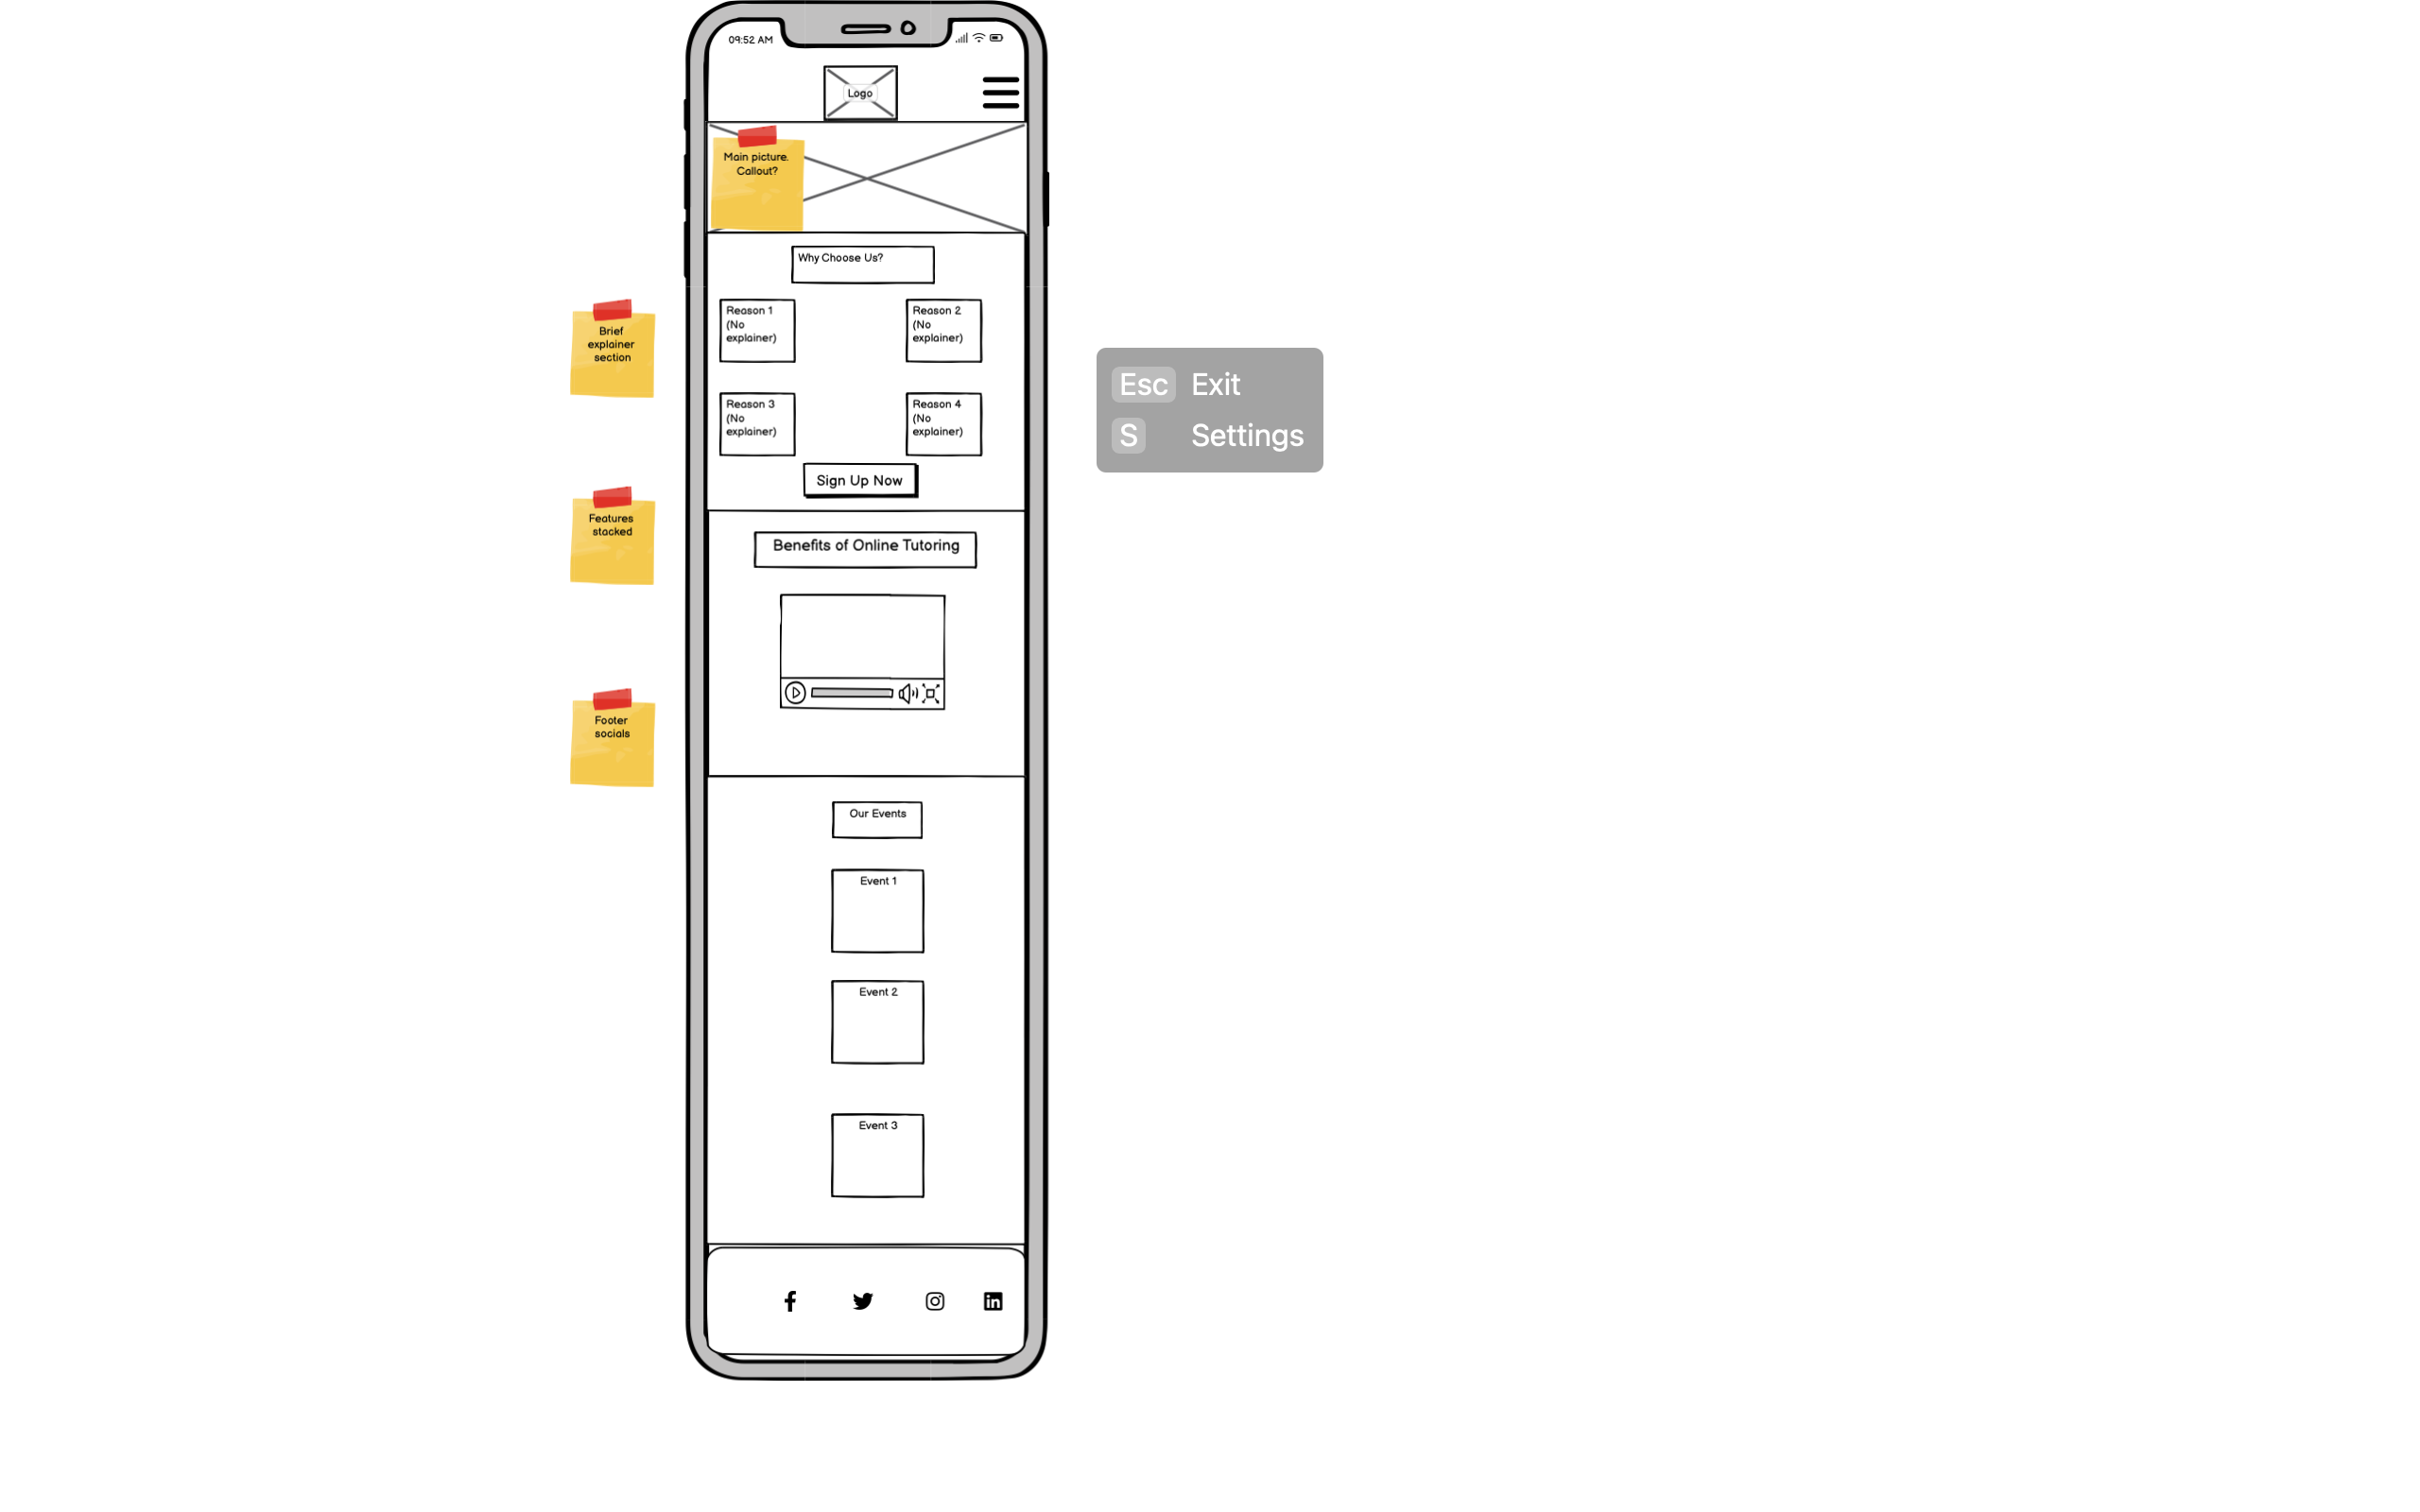 09:52 AM
Logo
Main picture.
Callout?
Why Choose Us?
Reason 1
(No
explainer)
Reason 2
(No
explainer)
Brief
explainer
section
Esc Exit
S Settings
Reason 3
(No
explainer)
Reason 4
(No
explainer)
Sign Up Now
Features
stacked
Benefits of Online Tutoring
Footer
socials
Our Events
Event 1
Event 2
Event 3